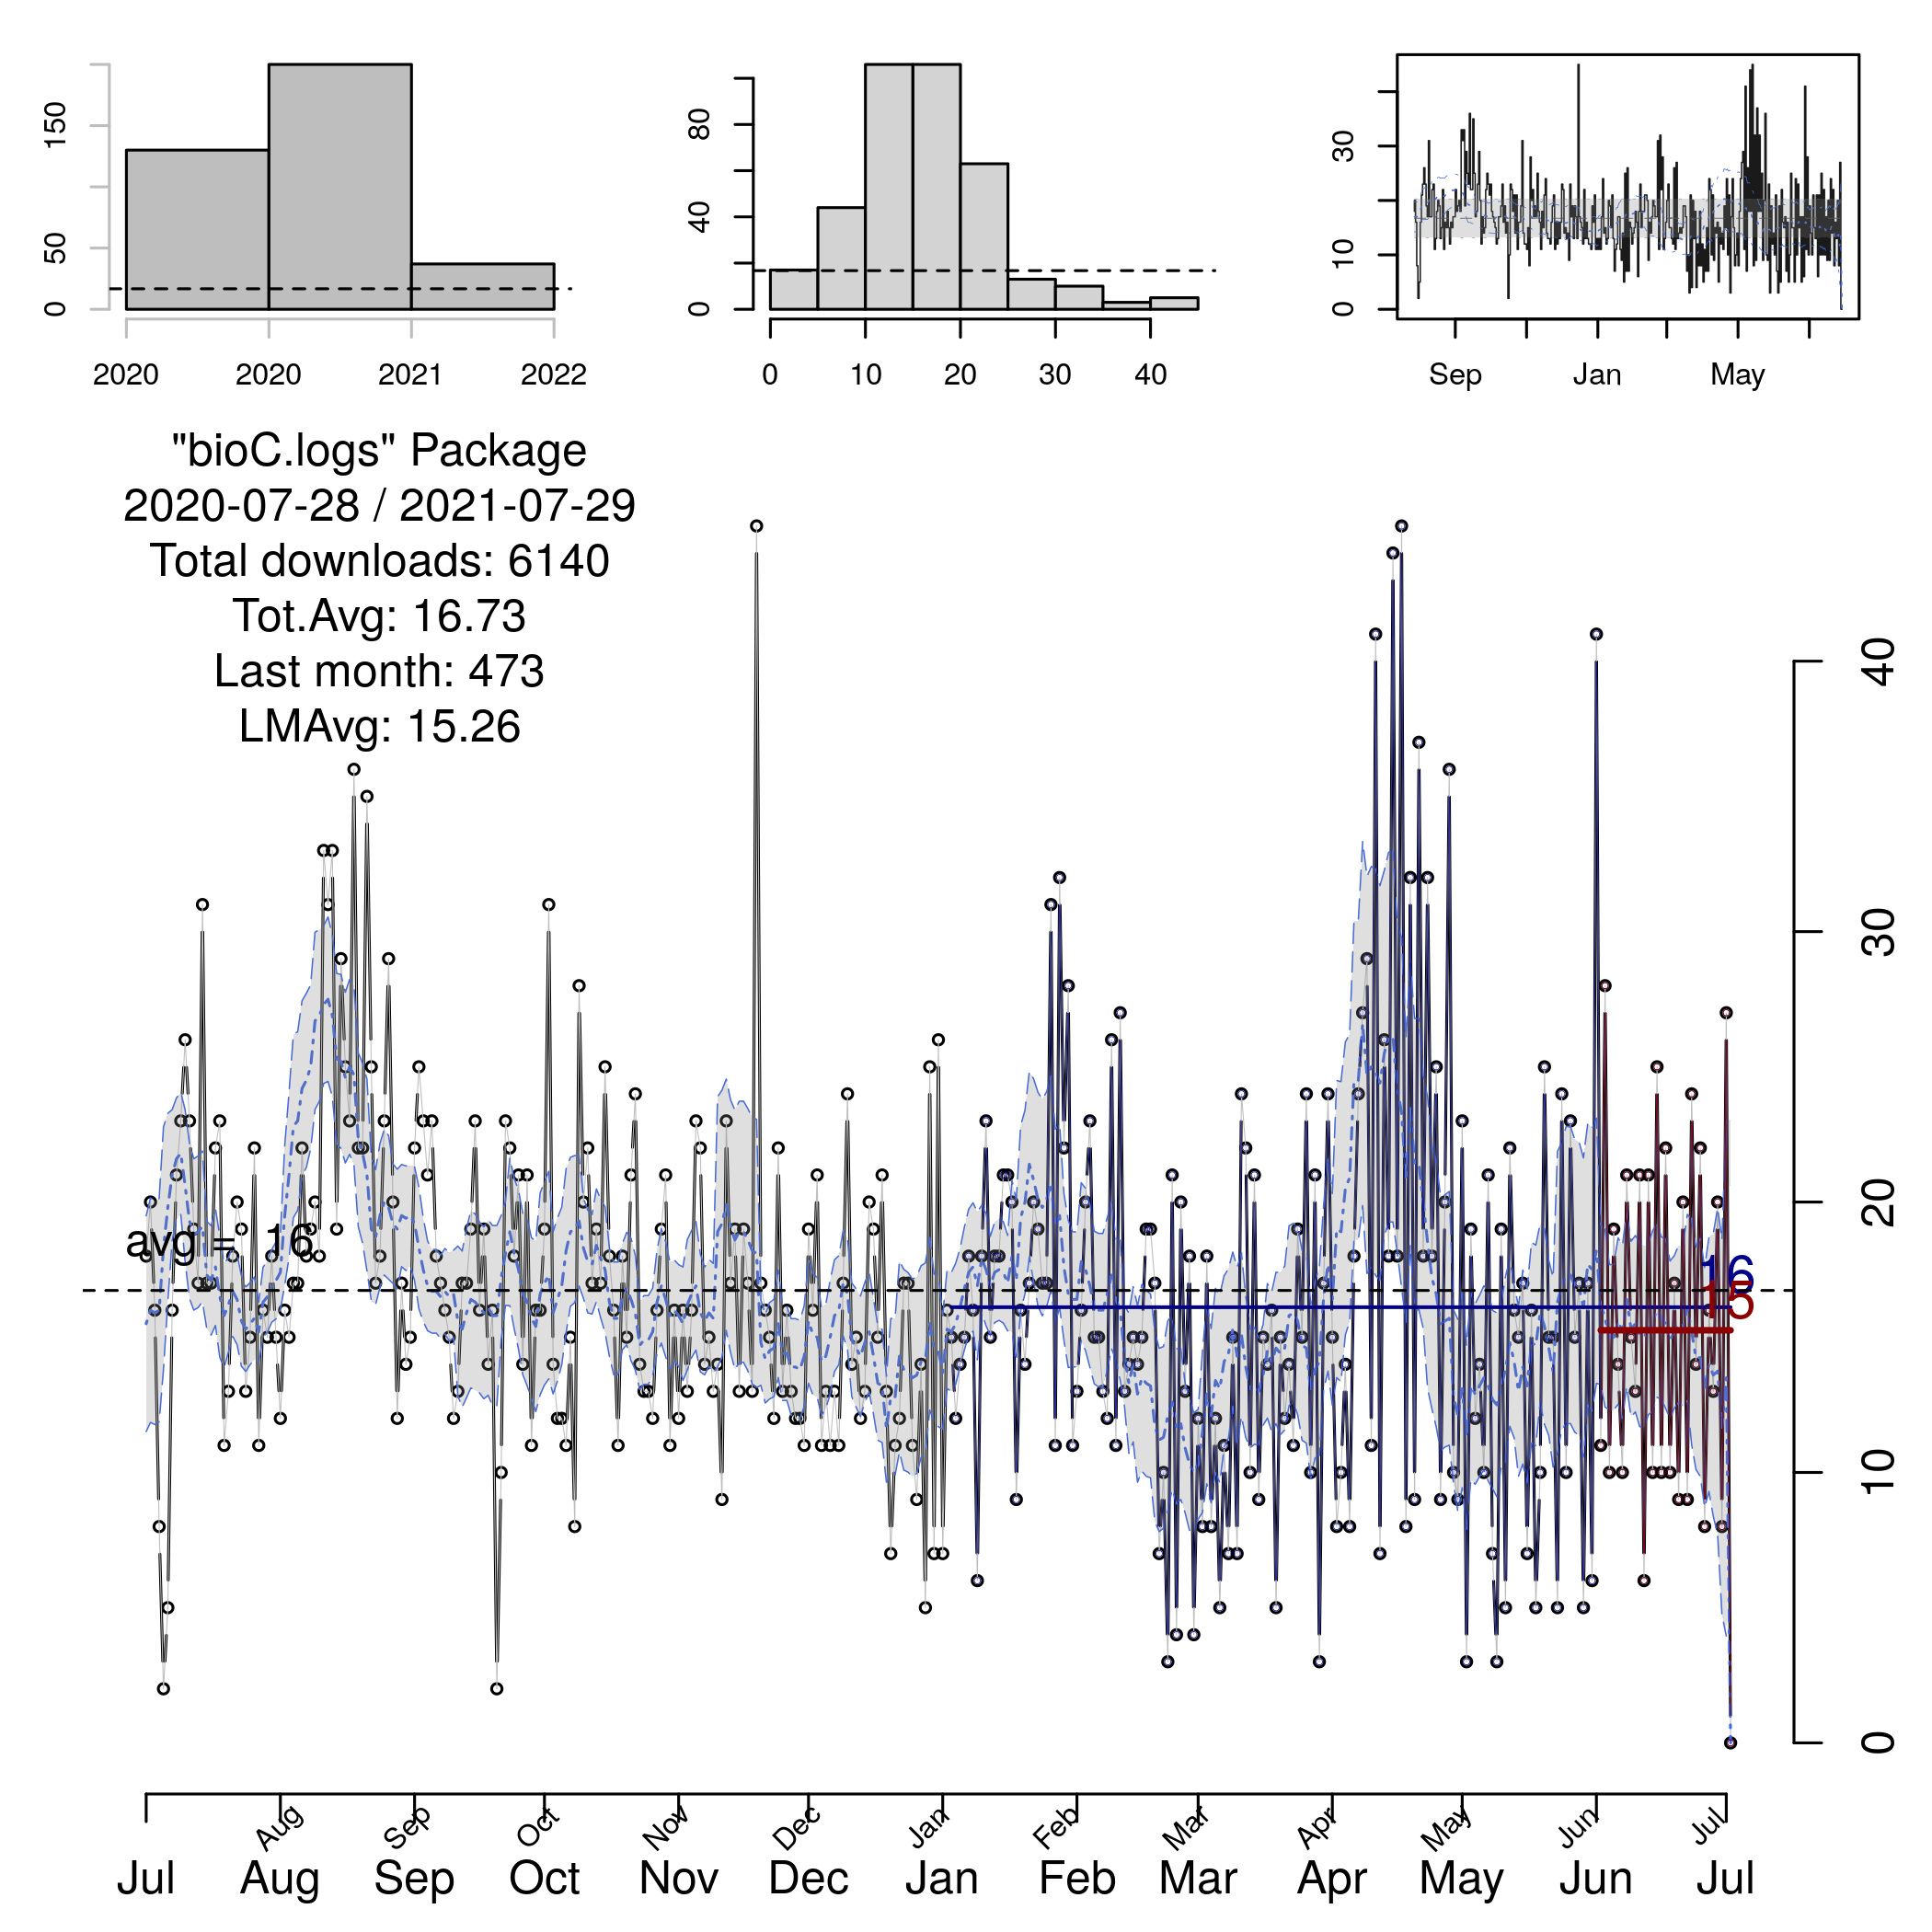 150
50
0
2020 2020 2021 2022
80
40
0
0 10 20 30 40
30
10
0
Sep Jan May
"bioC.logs" Package
2020-07-28 / 2021-07-29
Total downloads: 6140
Tot.Avg: 16.73
Last month: 473
LMAvg: 15.26
avg = 16
16
15
40
30
20
10
0
Aug Sep Oct Nov Dec Jan Feb Mar Apr May Jun Jul
Jul Aug Sep Oct Nov Dec Jan Feb Mar Apr May Jun Jul